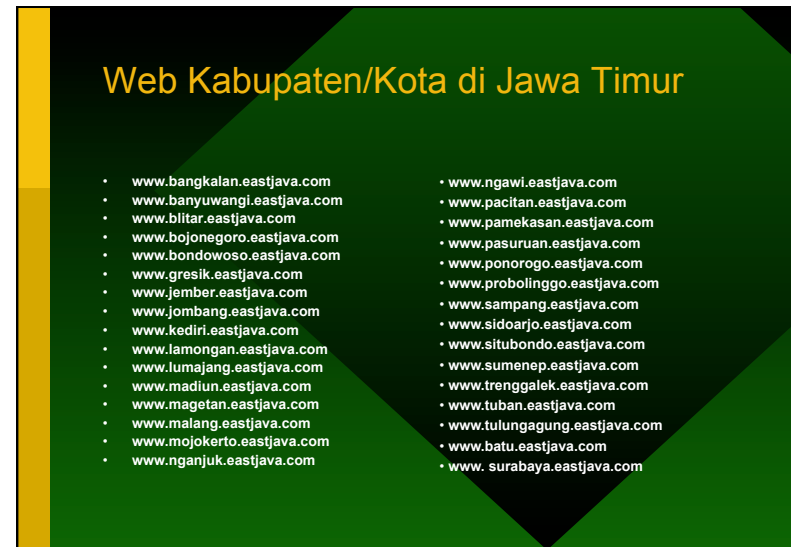 Web Kabupaten/Kota di Jawa Timur
• www.bangkalan.eastjava.com
• www.banyuwangi.eastjava.com
• www.blitar.eastjava.com
• www.bojonegoro.eastjava.com
• www.bondowoso.eastjava.com
• www.gresik.eastjava.com
• www.jember.eastjava.com
• www.jombang.eastjava.com
• www.kediri.eastjava.com
• www.lamongan.eastjava.com
• www.lumajang.eastjava.com
• www.madiun.eastjava.com
• www.magetan.eastjava.com
• www.malang.eastjava.com
• www.mojokerto.eastjava.com
• www.nganjuk.eastjava.com
• www.ngawi.eastjava.com
• www.pacitan.eastjava.com
• www.pamekasan.eastjava.com
• www.pasuruan.eastjava.com
• www.ponorogo.eastjava.com
• www.probolinggo.eastjava.com
• www.sampang.eastjava.com
• www.sidoarjo.eastjava.com
• www.situbondo.eastjava.com
• www.sumenep.eastjava.com
• www.trenggalek.eastjava.com
• www.tuban.eastjava.com
• www.tulungagung.eastjava.com
• www.batu.eastjava.com
• www. surabaya.eastjava.com